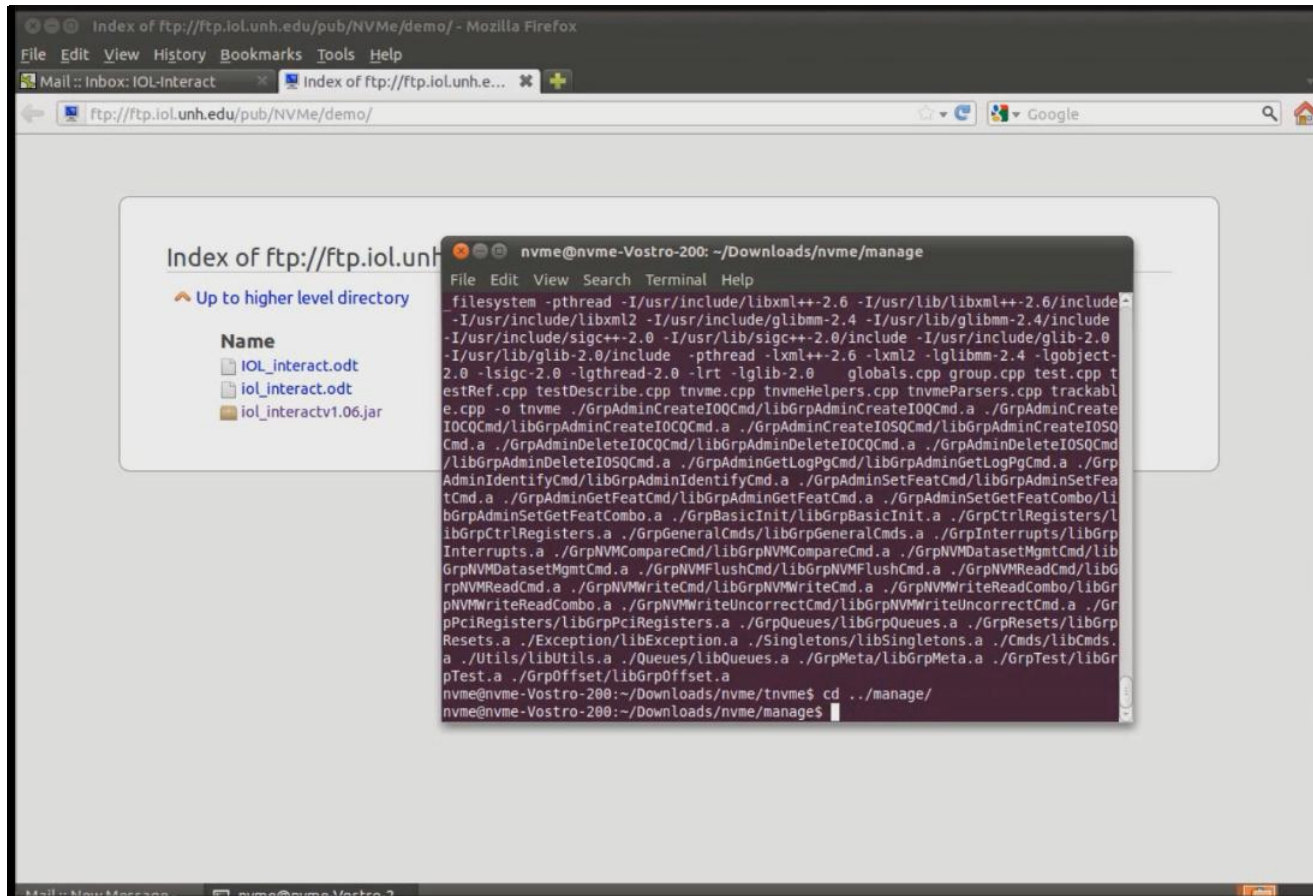 Index of ftp://ftp.iol.unh.edu/pub/NVMe/demo/ - Mozilla Firefox
File Edit View History Bookmarks Tools Help
Mail :: Inbox: IOL-Interact
Index of ftp://ftp.iol.unh.e...
ftp://ftp.iol.unh.edu/pub/NVMe/demo/
Google
Index of ftp://ftp.iol.unh
Up to higher level directory
Name
IOL_interact.odt
iol_interact.odt
iol_interactv1.06.jar
nvme@nvme-Vostro-200: ~/Downloads/nvme/manage
File Edit View Search Terminal Help
_filesystem -pthread -I/usr/include/libxml++-2.6 -I/usr/lib/libxml++-2.6/include
-I/usr/include/libxml2 -I/usr/include/glibmm-2.4 -I/usr/lib/glibmm-2.4/include
-I/usr/include/sigc++-2.0 -I/usr/lib/sigc++-2.0/include -I/usr/include/glib-2.0
-I/usr/lib/glib-2.0/include -pthread -lxml++-2.6 -lxml2 -lglibmm-2.4 -lgobject-
2.0 -lsigc-2.0 -lgthread-2.0 -lrt -lglib-2.0 globals.cpp group.cpp test.cpp t
estRef.cpp testDescribe.cpp tnvme.cpp tnvmeHelpers.cpp tnvmeParsers.cpp trackabl
e.cpp -o tnvme ./GrpAdminCreateIOQCmd/libGrpAdminCreateIOQCmd.a ./GrpAdminCreate
IOCQCmd/libGrpAdminCreateIOCQCmd.a ./GrpAdminCreateIOSQCmd/libGrpAdminCreateIOSQ
Cmd.a ./GrpAdminDeleteIOCQCmd/libGrpAdminDeleteIOCQCmd.a ./GrpAdminDeleteIOSQCmd
/libGrpAdminDeleteIOSQCmd.a ./GrpAdminGetLogPgCmd/libGrpAdminGetLogPgCmd.a ./Grp
AdminIdentifyCmd/libGrpAdminIdentifyCmd.a ./GrpAdminSetFeatCmd/libGrpAdminSetFea
tCmd.a ./GrpAdminGetFeatCmd/libGrpAdminGetFeatCmd.a ./GrpAdminSetGetFeatCombo/li
bGrpAdminSetGetFeatCombo.a ./GrpBasicInit/libGrpBasicInit.a ./GrpCtrlRegisters/l
ibGrpCtrlRegisters.a ./GrpGeneralCmds/libGrpGeneralCmds.a ./GrpInterrupts/libGrp
Interrupts.a ./GrpNVMCompareCmd/libGrpNVMCompareCmd.a ./GrpNVMDatasetMgmtCmd/lib
GrpNVMDatasetMgmtCmd.a ./GrpNVMFlushCmd/libGrpNVMFlushCmd.a ./GrpNVMReadCmd/libG
rpNVMReadCmd.a ./GrpNVMWriteCmd/libGrpNVMWriteCmd.a ./GrpNVMWriteReadCombo/libGr
pNVMWriteReadCombo.a ./GrpNVMWriteUncorrectCmd/libGrpNVMWriteUncorrectCmd.a ./Gr
pPciRegisters/libGrpPciRegisters.a ./GrpQueues/libGrpQueues.a ./GrpResets/libGrp
Resets.a ./Exception/libException.a ./Singletons/libSingletons.a ./Cmds/libCmds.
a ./Utils/libUtils.a ./Queues/libQueues.a ./GrpMeta/libGrpMeta.a ./GrpTest/libGr
pTest.a ./GrpOffset/libGrpOffset.a
nvme@nvme-Vostro-200:~/Downloads/nvme/tnvme$ cd ../manage/
nvme@nvme-Vostro-200:~/Downloads/nvme/manage$
Mail :: New Message
nvme@nvme-Vostro-2